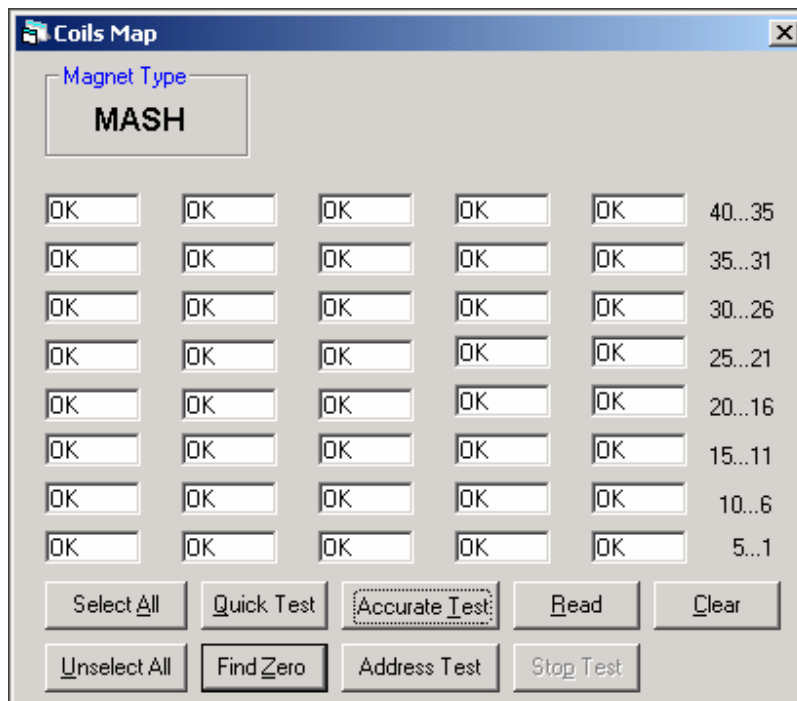 Coils Map
Magnet Type
MASH
OK OK OK OK OK 40...35
OK OK OK OK OK 35...31
OK OK OK OK OK 30...26
OK OK OK OK OK 25...21
OK OK OK OK OK 20...16
OK OK OK OK OK 15...11
OK OK OK OK OK 10...6
OK OK OK OK OK 5...1
Select All Quick Test Accurate Test Read Clear
Unselect All Find Zero Address Test Stop Test